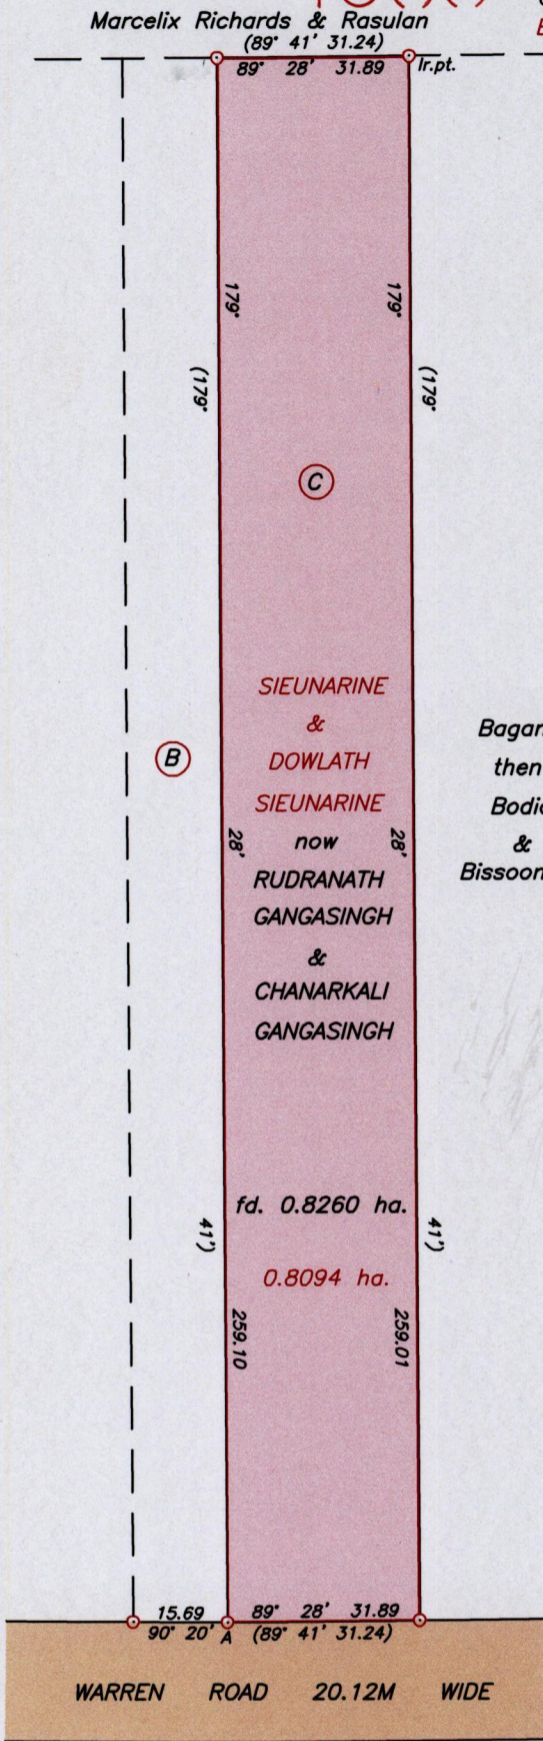 Marcelix Richards & Rasulan
(89° 41' 31.24)
89° 28' 31.89
Ir.pt.
179°
179°
(179°
(179°
C
SIEUNARINE
&
DOWLATH
SIEUNARINE
now
RUDRANATH
GANGASINGH
&
CHANARKALI
GANGASINGH
B
28'
28'
then
&
fd. 0.8260 ha.
0.8094 ha.
41')
41')
259.10
259.01
15.69
89° 28' 31.89
90° 20'
A
(89° 41' 31.24)
WARREN ROAD 20.12M WIDE